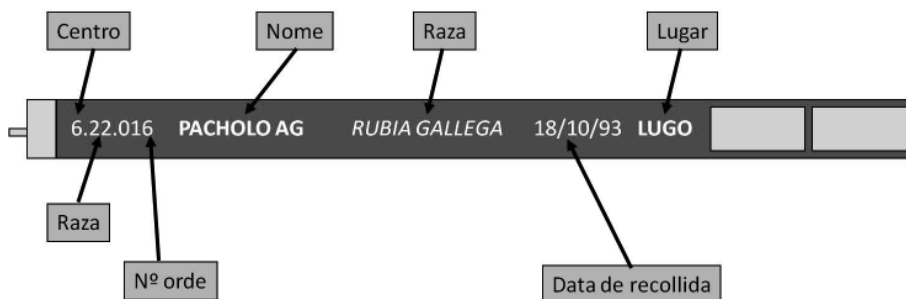 Centro Nome Raza Lugar
6.22.016 PACHOLO AG RUBIA GALLEGA 18/10/93 LUGO
Raza
Nº orde Data de recollida